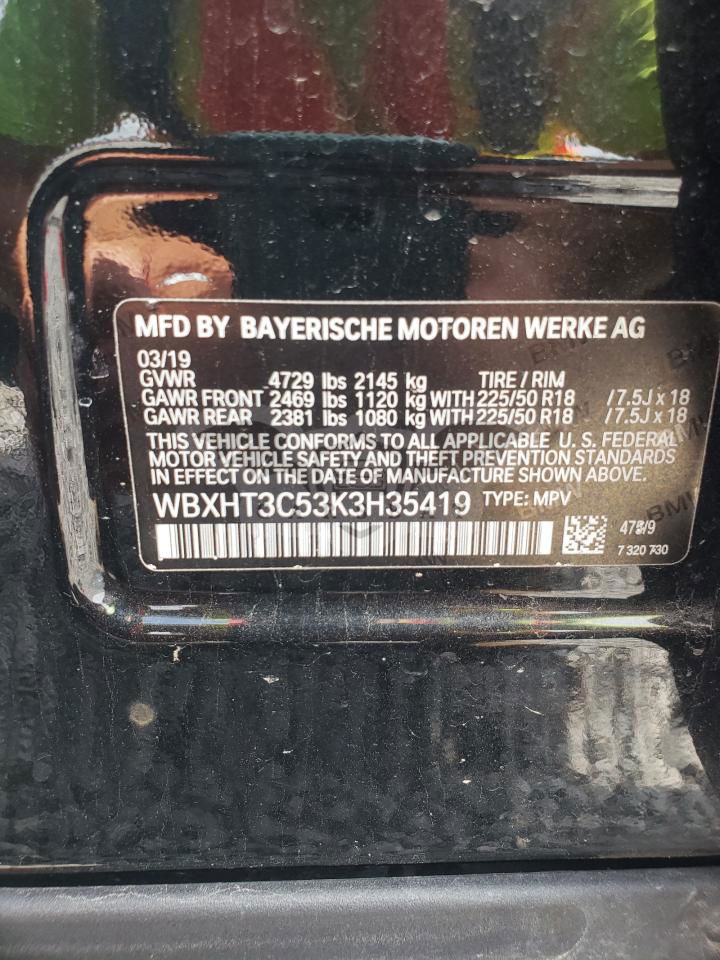 MFD BY BAYERISCHE MOTOREN WERKE AG
03/19
GVWR 4729 lbs 2145 kg TIRE / RIM
GAWR FRONT 2469 lbs 1120 kg WITH 225/50 R18 / 7.5J x 18
GAWR REAR 2381 lbs 1080 kg WITH 225/50 R18 / 7.5J x 18
THIS VEHICLE CONFORMS TO ALL APPLICABLE U. S. FEDERAL
MOTOR VEHICLE SAFETY AND THEFT PREVENTION STANDARDS
IN EFFECT ON THE DATE OF MANUFACTURE SHOWN ABOVE.
WBXHT3C53K3H35419 TYPE: MPV
7 320 730